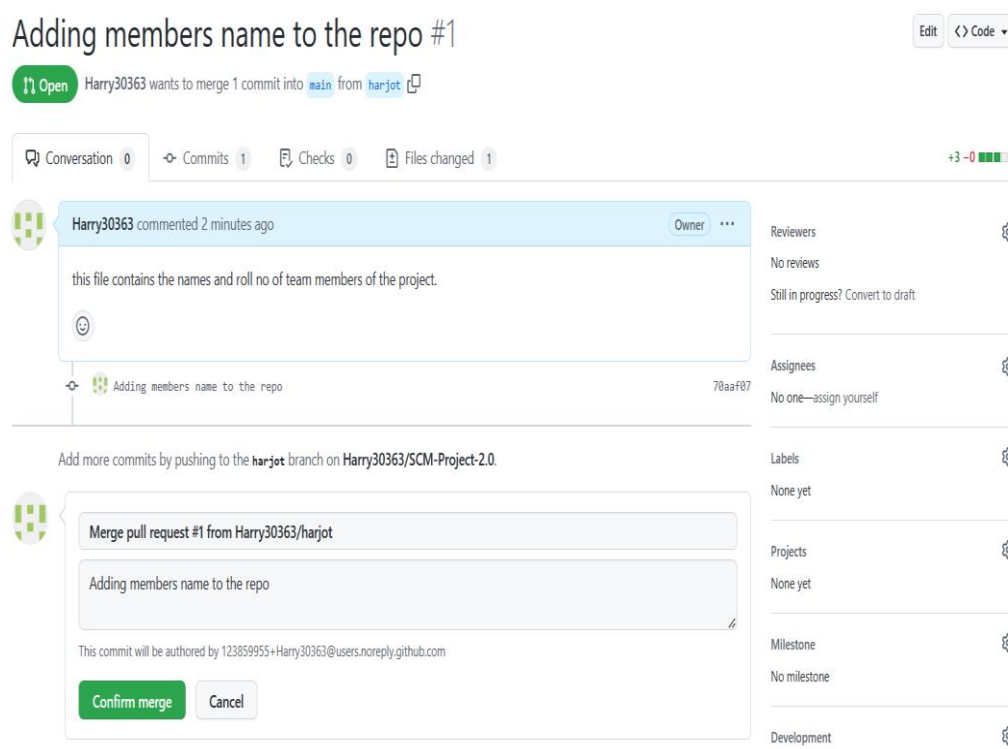 Adding members name to the repo #1
Edit
<> Code
Open
Harry30363 wants to merge 1 commit into main from harjot
Conversation 0
Commits 1
Checks 0
Files changed 1
+3 -0
Harry30363 commented 2 minutes ago
Owner
this file contains the names and roll no of team members of the project.
Adding members name to the repo
70aaf07
Add more commits by pushing to the harjot branch on Harry30363/SCM-Project-2.0.
Merge pull request #1 from Harry30363/harjot
Adding members name to the repo
This commit will be authored by 123859955+Harry30363@users.noreply.github.com
Confirm merge
Cancel
Reviewers
No reviews
Still in progress? Convert to draft
Assignees
No one—assign yourself
Labels
None yet
Projects
None yet
Milestone
No milestone
Development